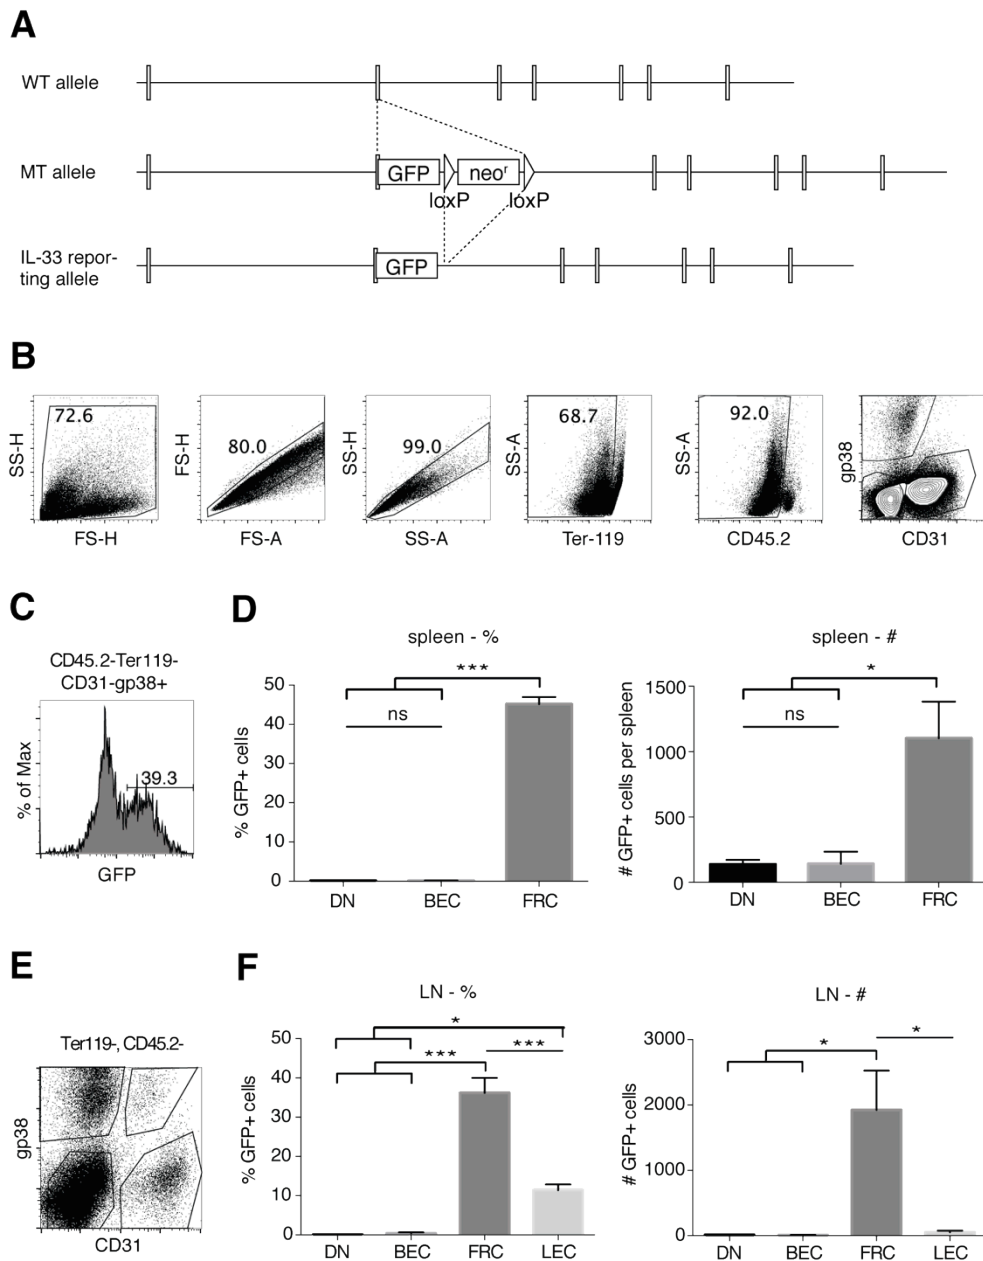 A
WT allele
MT allele
GFP
neoʳ
loxP
loxP
IL-33 repor-
ting allele
GFP
B
72.6
SS-H
FS-H
80.0
FS-H
FS-A
99.0
SS-H
SS-A
68.7
SS-A
Ter-119
92.0
SS-A
CD45.2
gp38
CD31
C
CD45.2-Ter119-
CD31-gp38+
% of Max
39.3
GFP
D
spleen - %
***
ns
% GFP+ cells
50
40
30
20
10
0
DN
BEC
FRC
spleen - #
*
ns
# GFP+ cells per spleen
1500
1000
500
0
DN
BEC
FRC
E
Ter119-, CD45.2-
gp38
CD31
F
LN - %
*
***
***
% GFP+ cells
50
40
30
20
10
0
DN
BEC
FRC
LEC
LN - #
*
*
# GFP+ cells
3000
2000
1000
0
DN
BEC
FRC
LEC